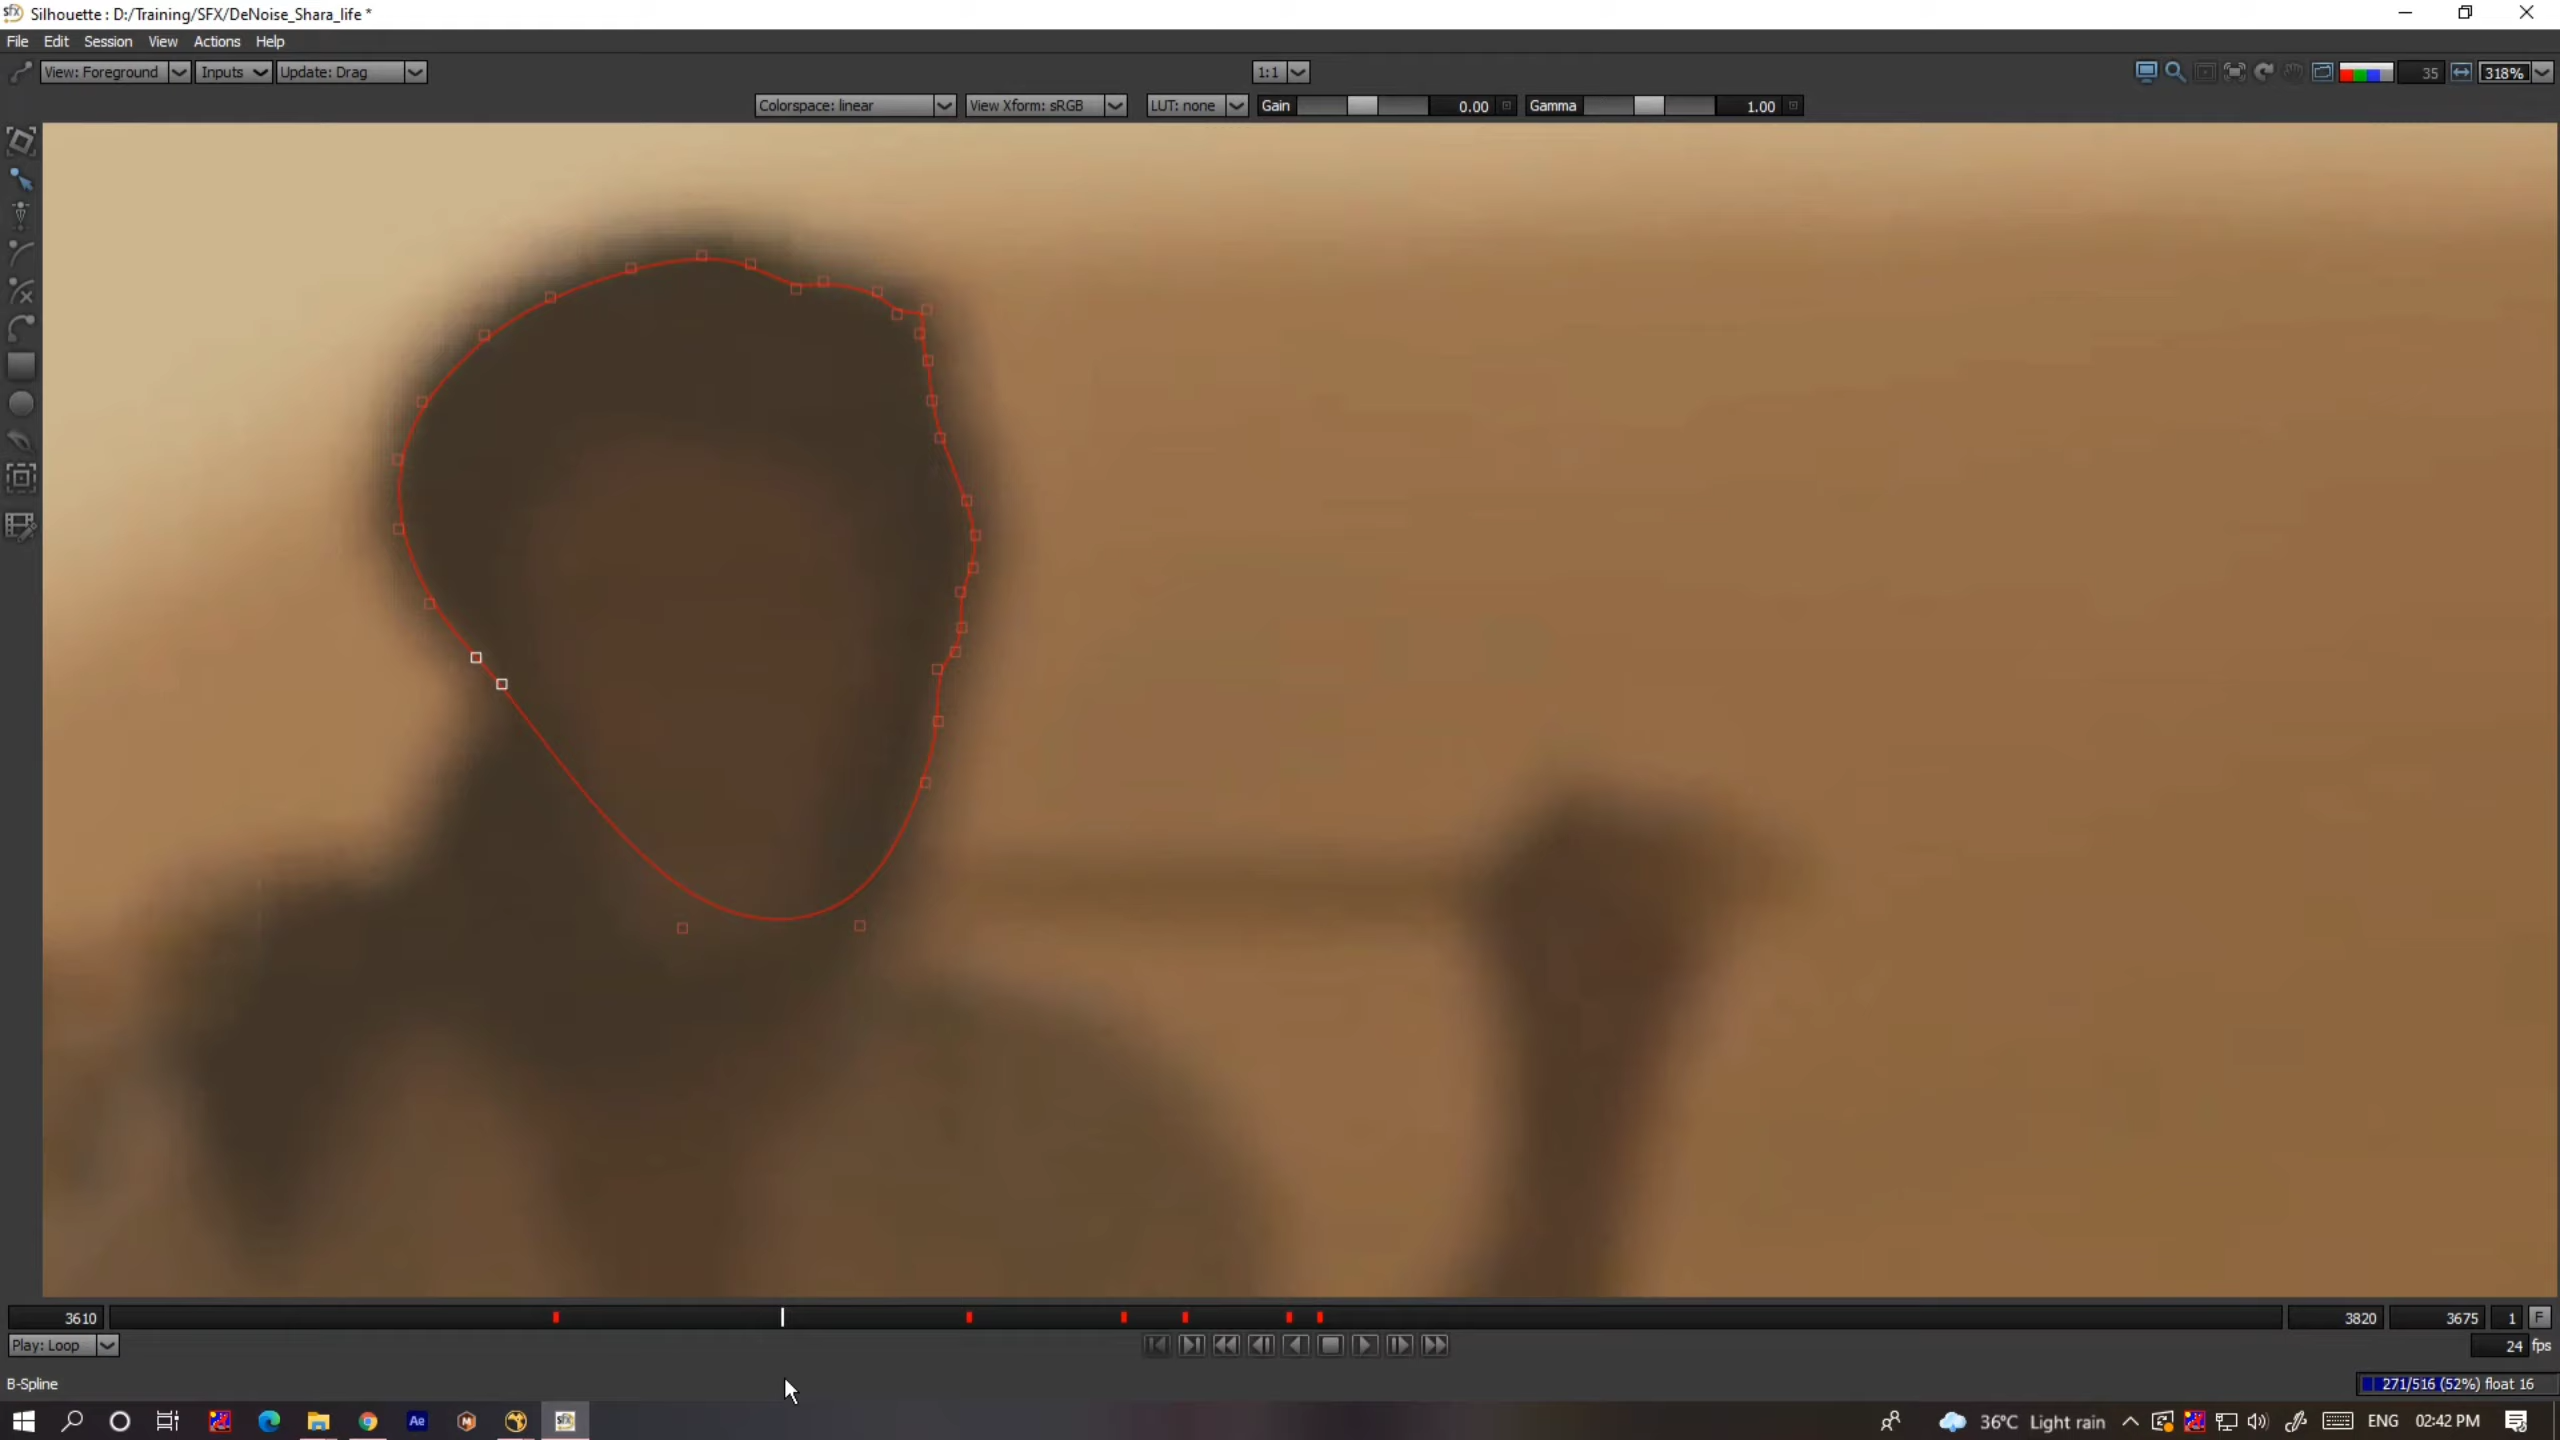 Silhouette : D:/Training/SFX/DeNoise_Shara_life *
File Edit Session View Actions Help
View: Foreground Inputs Update: Drag 1:1 35 318%
Colorspace: linear View Xform: sRGB LUT: none Gain 0.00 Gamma 1.00
3610 3820 3675 1 F
Play: Loop 24 fps
B-Spline 271/516 (52%) float 16
Ae M SfX 36°C Light rain ENG 02:42 PM